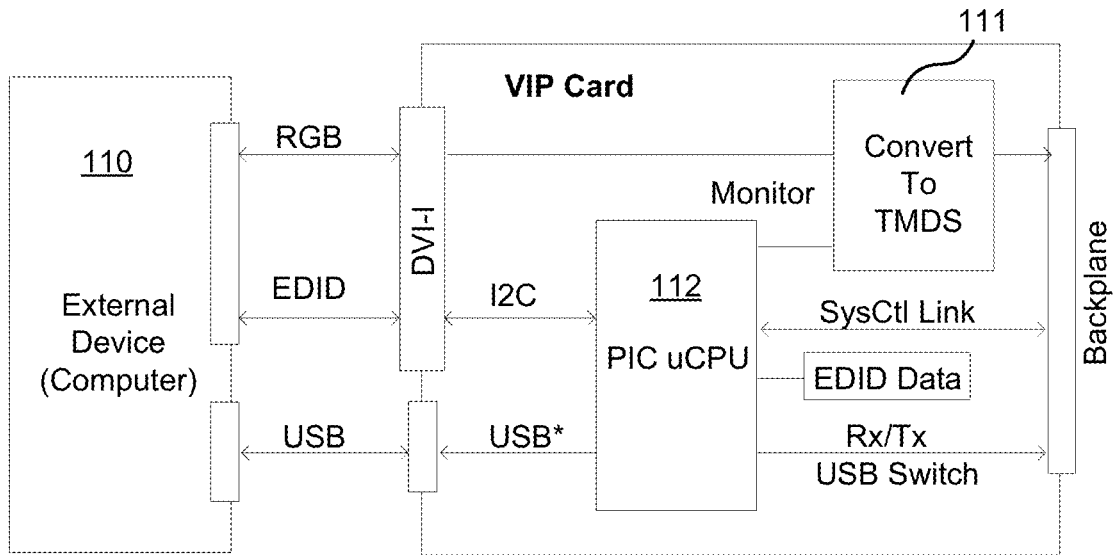 111
VIP Card
110
External
Device
(Computer)
RGB
EDID
USB
DVI-I
I2C
USB*
Monitor
Convert
To
TMDS
112
PIC uCPU
SysCtl Link
EDID Data
Rx/Tx
USB Switch
Backplane